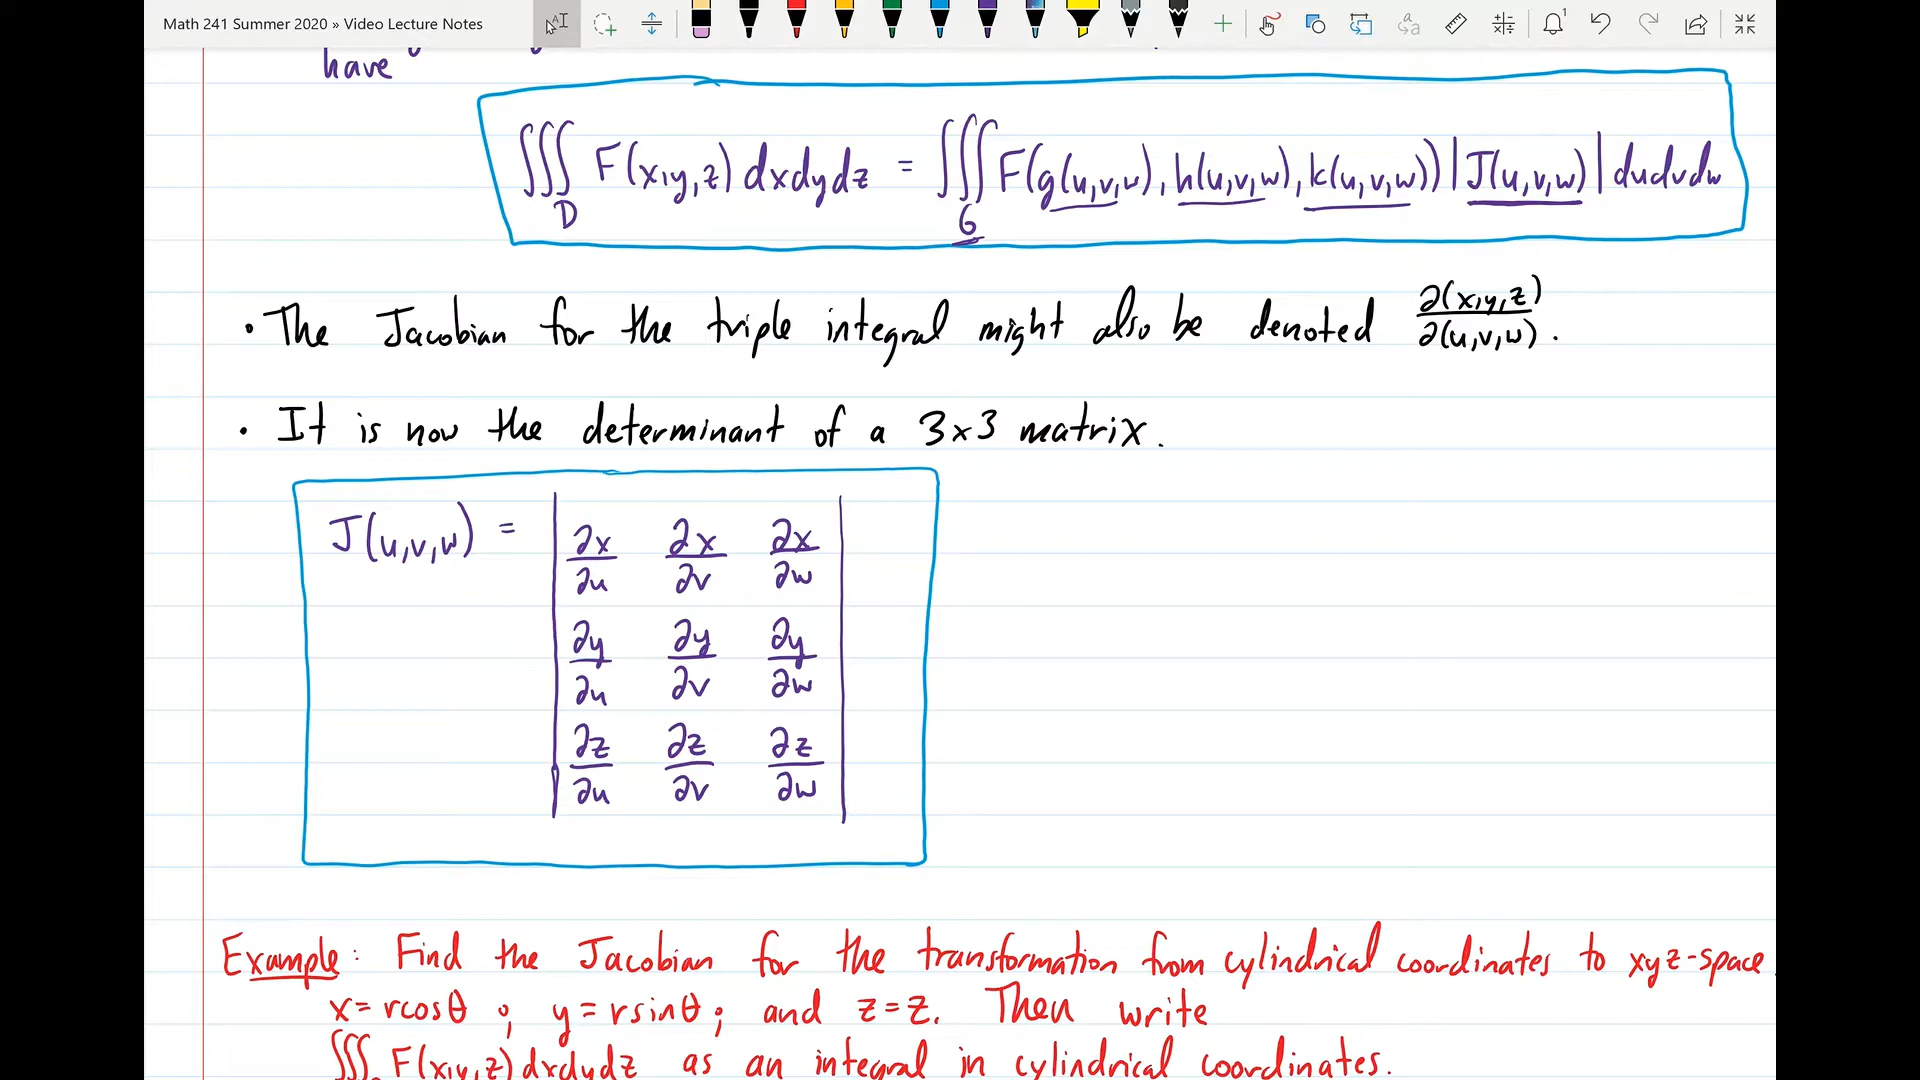 Math 241 Summer 2020 » Video Lecture Notes
have
∭_D F(x,y,z) dxdydz = ∭_G F(g(u,v,w), h(u,v,w), k(u,v,w)) |J(u,v,w)| dudvdw
• The Jacobian for the triple integral might also be denoted ∂(x,y,z)/∂(u,v,w).
• It is now the determinant of a 3×3 matrix.
J(u,v,w) = | ∂x/∂u ∂x/∂v ∂x/∂w |
| ∂y/∂u ∂y/∂v ∂y/∂w |
| ∂z/∂u ∂z/∂v ∂z/∂w |
Example: Find the Jacobian for the transformation from cylindrical coordinates to xyz-space
x = rcosθ ; y = rsinθ ; and z = z. Then write
∭ F(x,y,z) dxdydz as an integral in cylindrical coordinates.